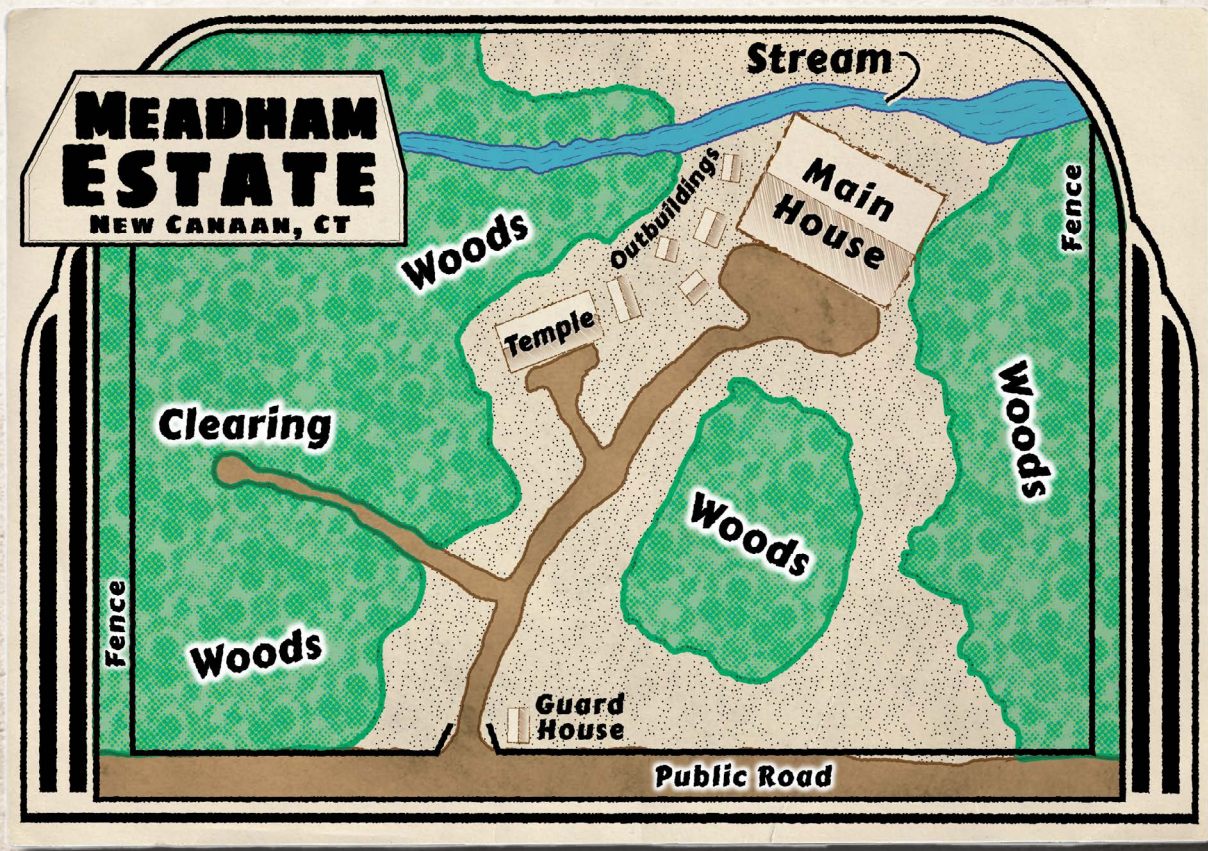 MEADHAM
ESTATE
NEW CANAAN, CT
Stream
Main
House
Outbuildings
Fence
Woods
Temple
Clearing
Woods
Woods
Fence
Woods
Guard
House
Public Road